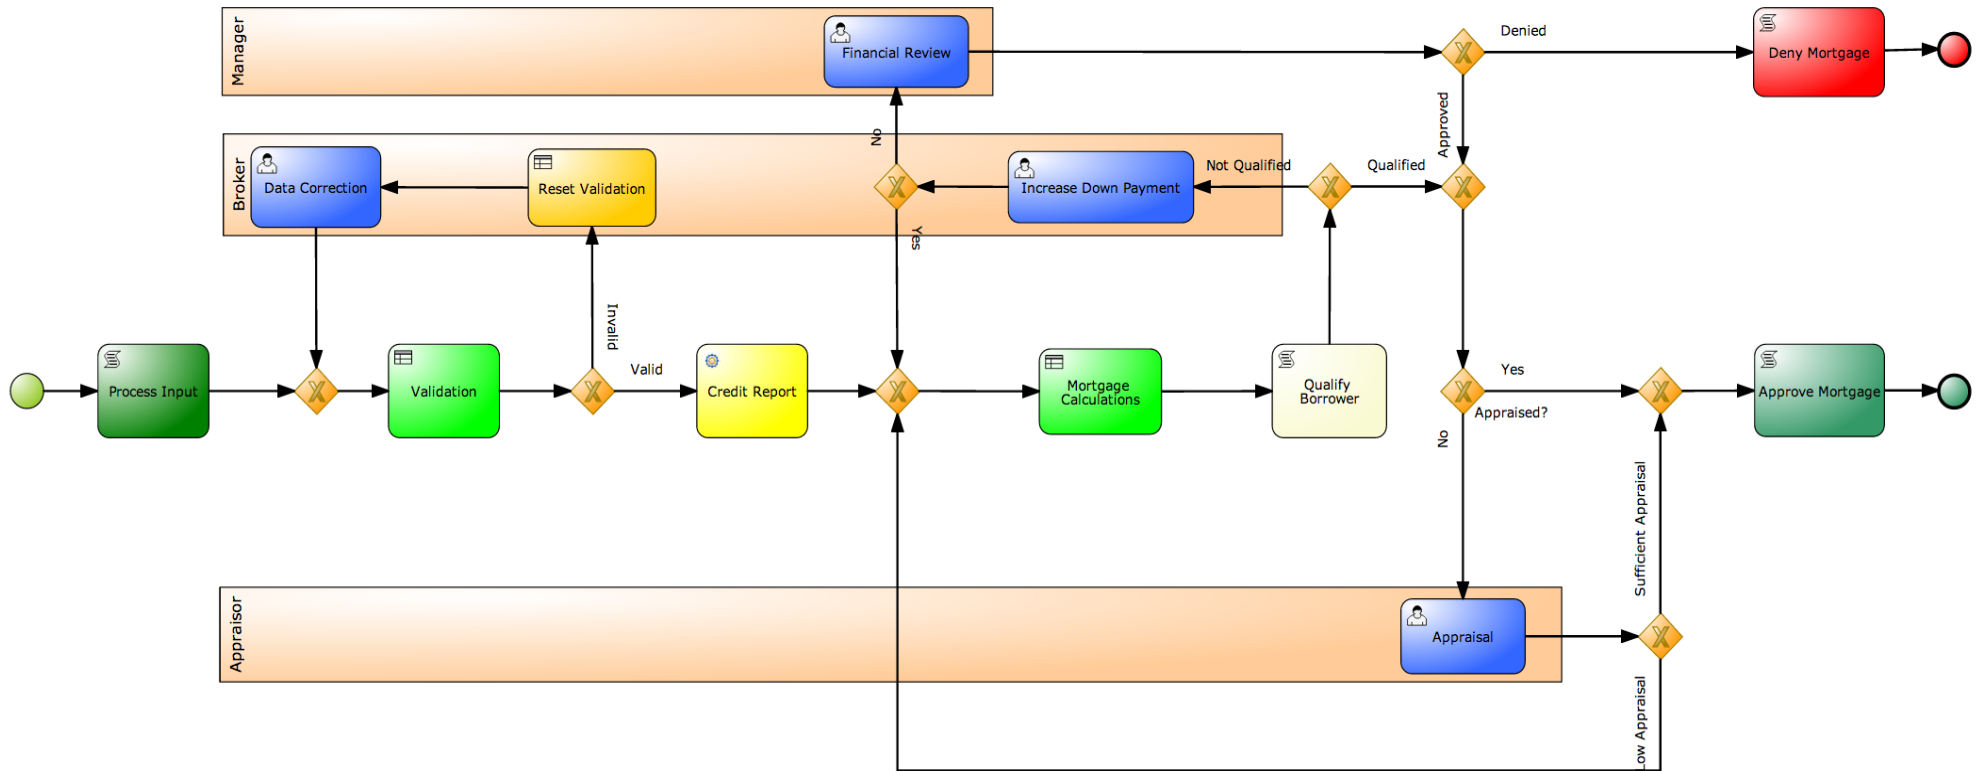 Manager
Financial Review
Denied
Deny Mortgage
Approved
No
Broker
Data Correction
Reset Validation
Increase Down Payment
Not Qualified
Qualified
Yes
Invalid
Process Input
Validation
Valid
Credit Report
Mortgage
Calculations
Qualify
Borrower
Yes
Appraised?
Approve Mortgage
No
Sufficient Appraisal
Appraisor
Appraisal
Low Appraisal